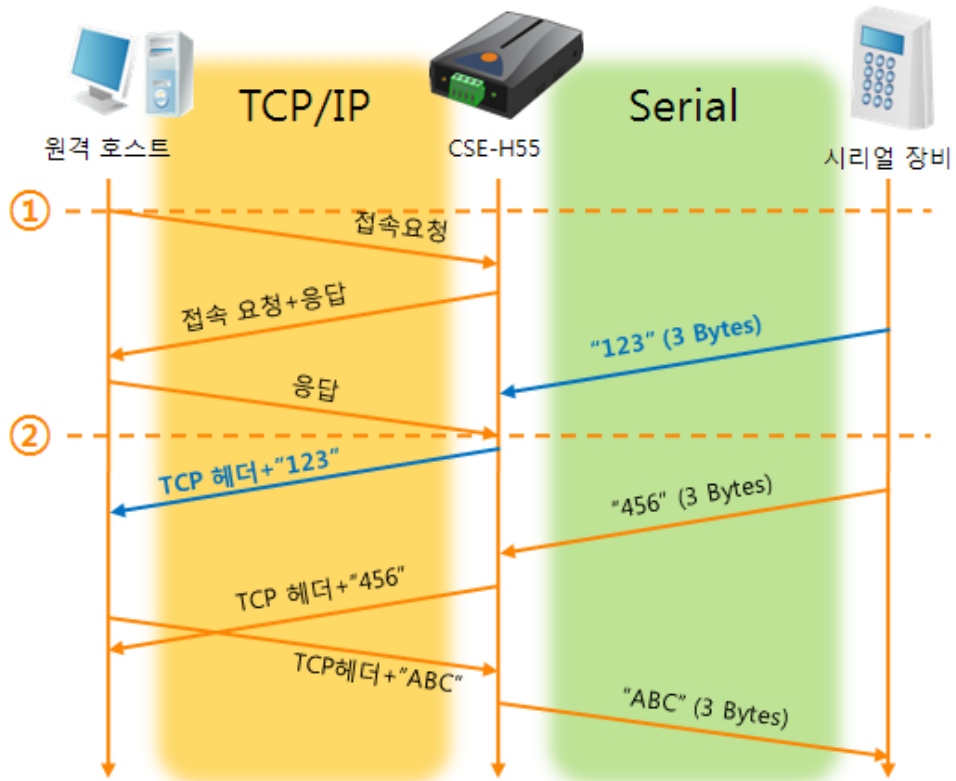 TCP/IP
Serial
원격 호스트
CSE-H55
시리얼 장비
①
접속요청
접속 요청+응답
“123” (3 Bytes)
응답
②
TCP 헤더+“123”
“456” (3 Bytes)
TCP 헤더+“456”
TCP헤더+“ABC”
“ABC” (3 Bytes)